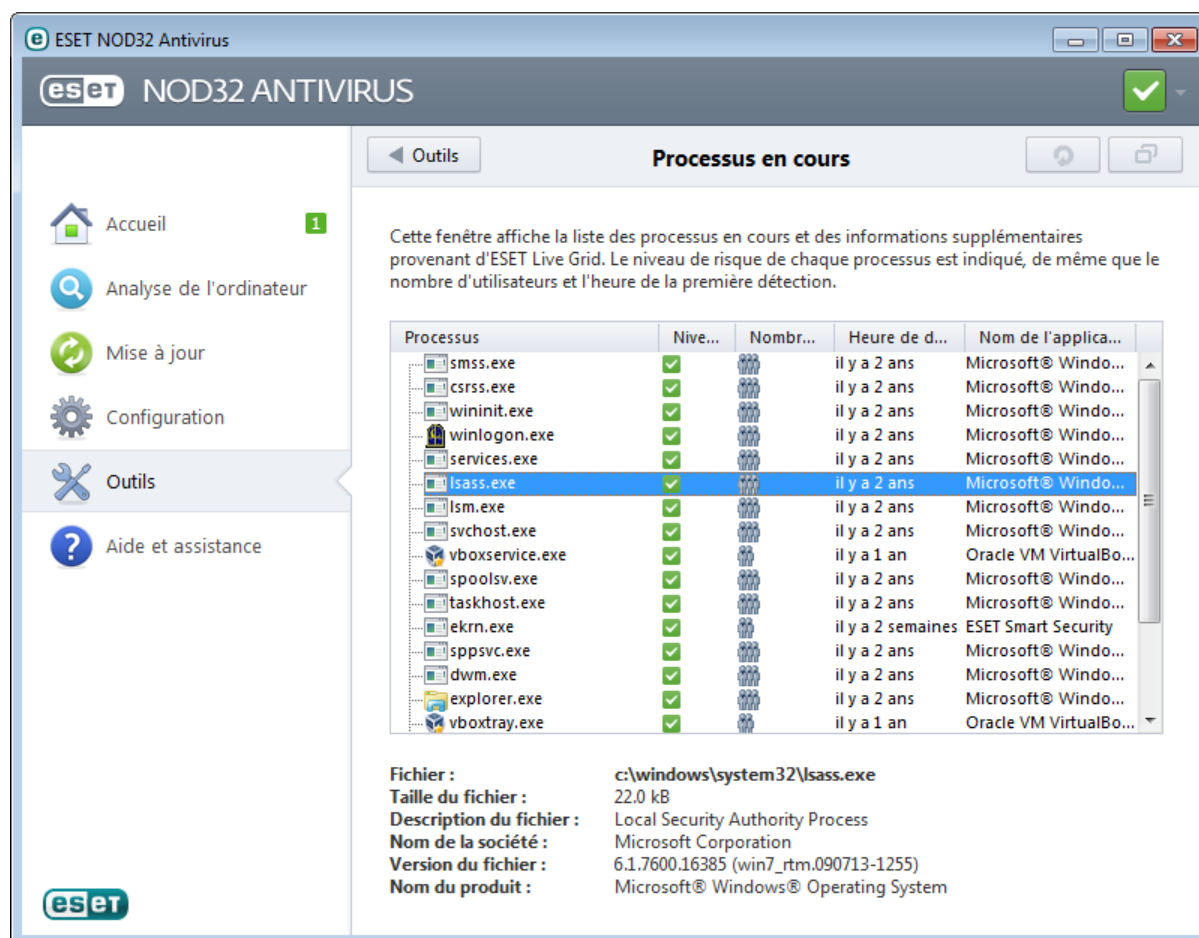 ESET NOD32 Antivirus
eset NOD32 ANTIVIRUS
Outils
Processus en cours
Accueil 1
Analyse de l'ordinateur
Mise à jour
Configuration
Outils
Aide et assistance
Cette fenêtre affiche la liste des processus en cours et des informations supplémentaires
provenant d'ESET Live Grid. Le niveau de risque de chaque processus est indiqué, de même que le
nombre d'utilisateurs et l'heure de la première détection.
Processus Nive... Nombr... Heure de d... Nom de l'applica...
smss.exe il y a 2 ans Microsoft® Windo...
csrss.exe il y a 2 ans Microsoft® Windo...
wininit.exe il y a 2 ans Microsoft® Windo...
winlogon.exe il y a 2 ans Microsoft® Windo...
services.exe il y a 2 ans Microsoft® Windo...
lsass.exe il y a 2 ans Microsoft® Windo...
lsm.exe il y a 2 ans Microsoft® Windo...
svchost.exe il y a 2 ans Microsoft® Windo...
vboxservice.exe il y a 1 an Oracle VM VirtualBo...
spoolsv.exe il y a 2 ans Microsoft® Windo...
taskhost.exe il y a 2 ans Microsoft® Windo...
ekrn.exe il y a 2 semaines ESET Smart Security
sppsvc.exe il y a 2 ans Microsoft® Windo...
dwm.exe il y a 2 ans Microsoft® Windo...
explorer.exe il y a 2 ans Microsoft® Windo...
vboxtray.exe il y a 1 an Oracle VM VirtualBo...
Fichier : c:\windows\system32\lsass.exe
Taille du fichier : 22.0 kB
Description du fichier : Local Security Authority Process
Nom de la société : Microsoft Corporation
Version du fichier : 6.1.7600.16385 (win7_rtm.090713-1255)
Nom du produit : Microsoft® Windows® Operating System
eset